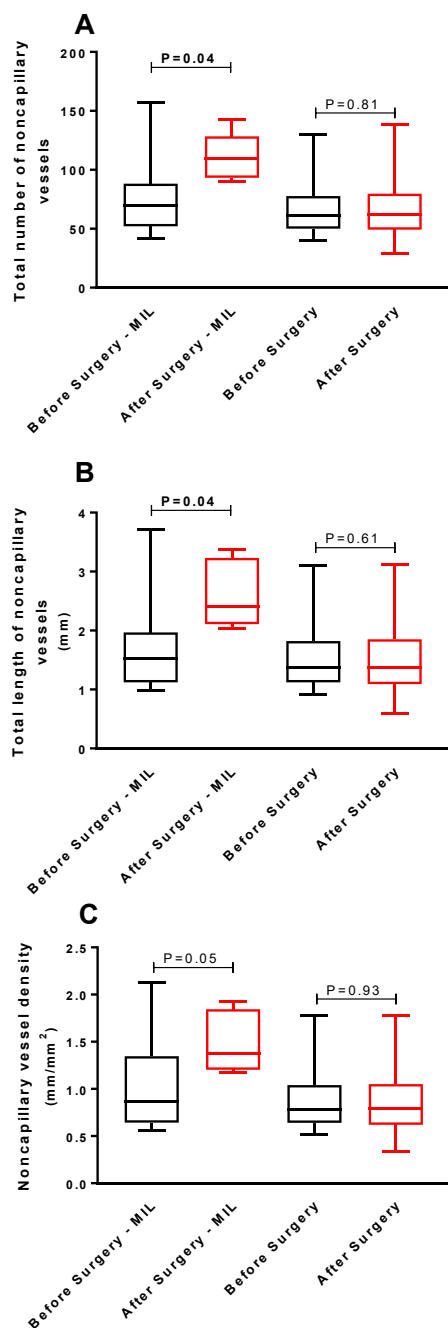 A
Total number of noncapillary
vessels
200
150
100
50
0
P=0.04
P=0.81
Before Surgery - MIL
After Surgery - MIL
Before Surgery
After Surgery
B
Total length of noncapillary
vessels
(mm)
4
3
2
1
0
P=0.04
P=0.61
Before Surgery - MIL
After Surgery - MIL
Before Surgery
After Surgery
C
Noncapillary vessel density
(mm/mm²)
2.5
2.0
1.5
1.0
0.5
0.0
P=0.05
P=0.93
Before Surgery - MIL
After Surgery - MIL
Before Surgery
After Surgery